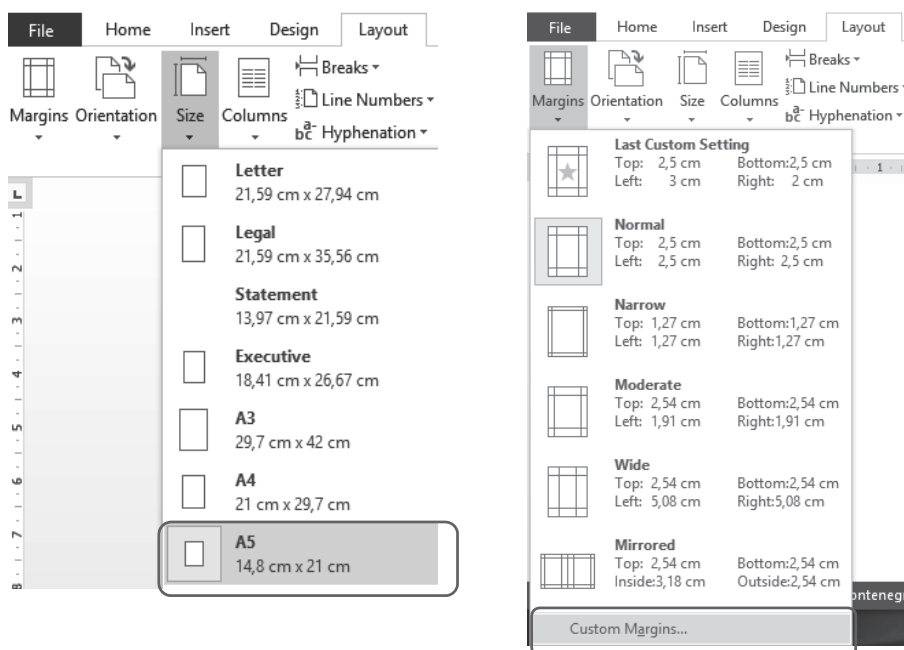 File Home Insert Design Layout
Margins Orientation Size Columns
Breaks
Line Numbers
Hyphenation
L
1
2
3
4
5
6
7
8
Letter
21,59 cm x 27,94 cm
Legal
21,59 cm x 35,56 cm
Statement
13,97 cm x 21,59 cm
Executive
18,41 cm x 26,67 cm
A3
29,7 cm x 42 cm
A4
21 cm x 29,7 cm
A5
14,8 cm x 21 cm
File Home Insert Design Layout
Margins Orientation Size Columns
Breaks
Line Numbers
Hyphenation
1
Last Custom Setting
Top: 2,5 cm Bottom:2,5 cm
Left: 3 cm Right: 2 cm
Normal
Top: 2,5 cm Bottom:2,5 cm
Left: 2,5 cm Right: 2,5 cm
Narrow
Top: 1,27 cm Bottom:1,27 cm
Left: 1,27 cm Right:1,27 cm
Moderate
Top: 2,54 cm Bottom:2,54 cm
Left: 1,91 cm Right:1,91 cm
Wide
Top: 2,54 cm Bottom:2,54 cm
Left: 5,08 cm Right:5,08 cm
Mirrored
Top: 2,54 cm Bottom:2,54 cm
Inside:3,18 cm Outside:2,54 cm
Custom Margins...